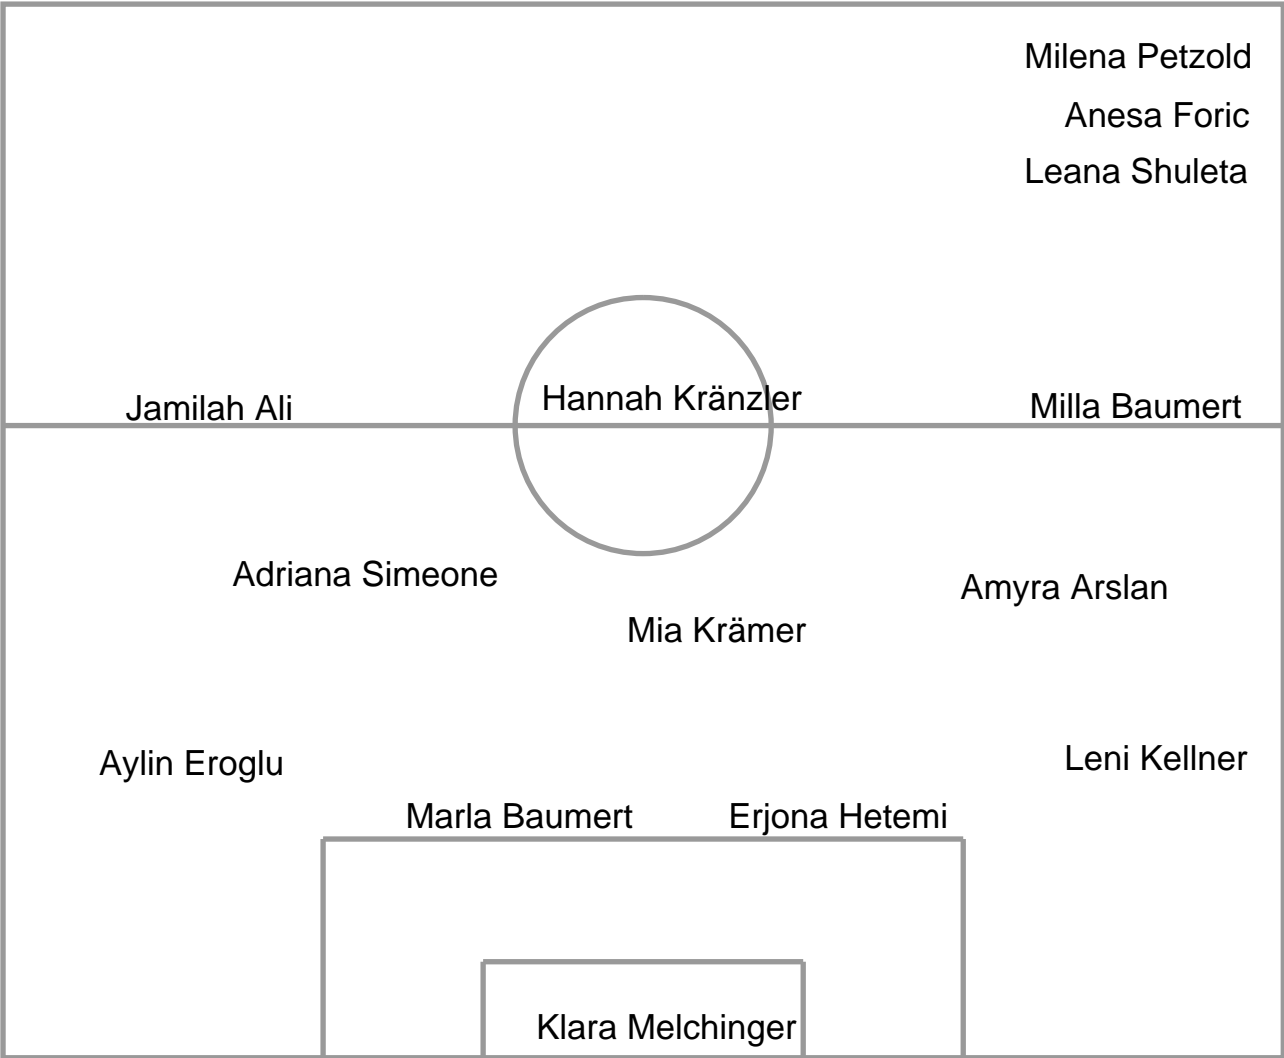 Milena Petzold
Anesa Foric
Leana Shuleta
Jamilah Ali
Hannah Kränzler
Milla Baumert
Adriana Simeone
Amyra Arslan
Mia Krämer
Aylin Eroglu
Leni Kellner
Marla Baumert
Erjona Hetemi
Klara Melchinger